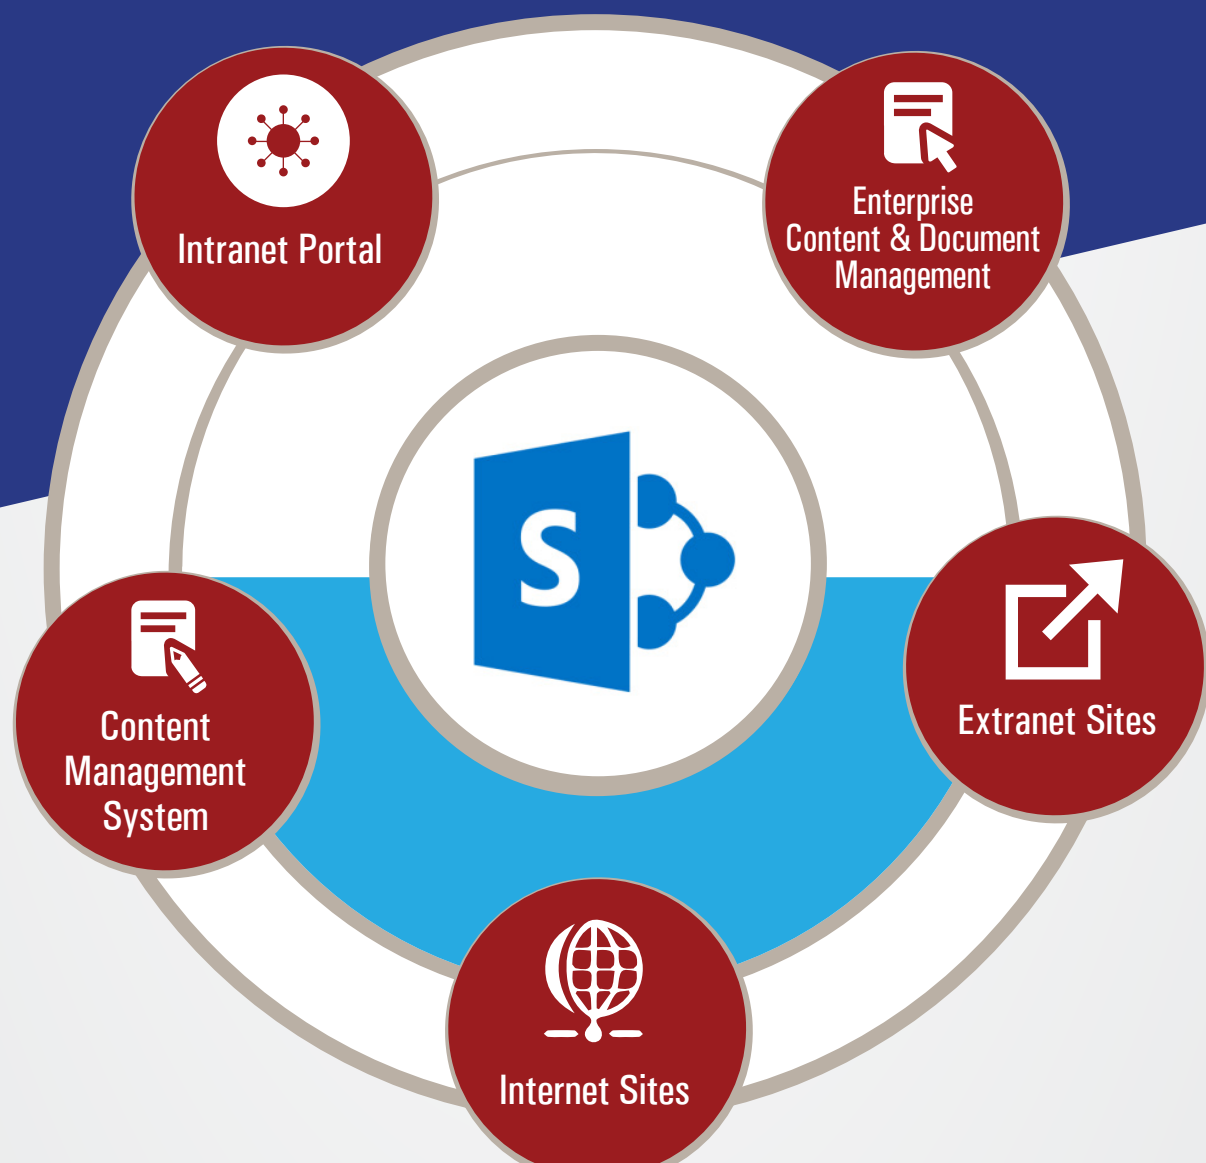 Intranet Portal
Enterprise
Content & Document
Management
S
Content
Management
System
Extranet Sites
Internet Sites